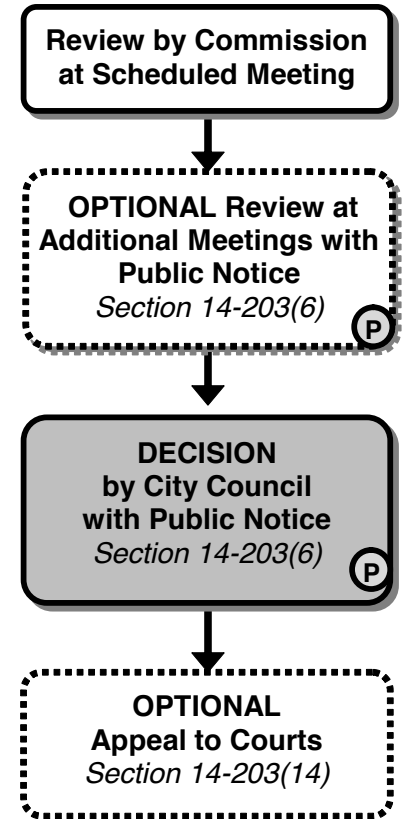 Review by Commission
at Scheduled Meeting
OPTIONAL Review at
Additional Meetings with
Public Notice
Section 14-203(6)
P
DECISION
by City Council
with Public Notice
Section 14-203(6)
P
OPTIONAL
Appeal to Courts
Section 14-203(14)